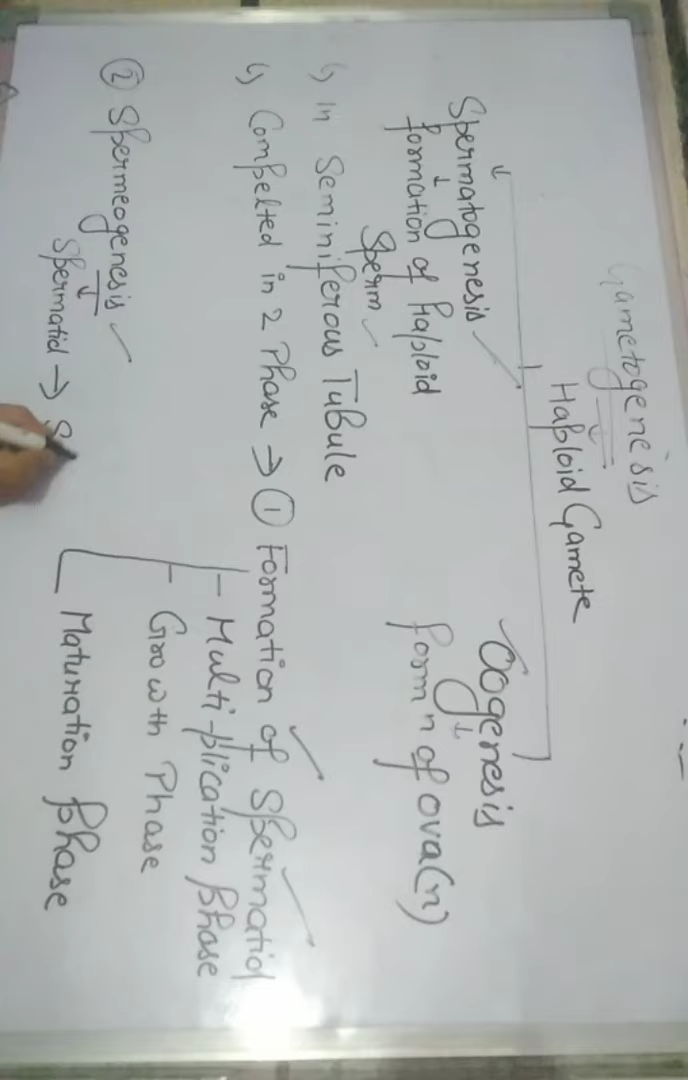 Gametogenesis
Haploid Gamete
Spermatogenesis
formation of haploid
Sperm
Oogenesis
form n of ova(n)
In Seminiferous Tubule
Compelted in 2 Phase → ① Formation of Spermatid
Multi-plication phase
Growth Phase
Maturation phase
② Spermeogenesis
Spermatid → S